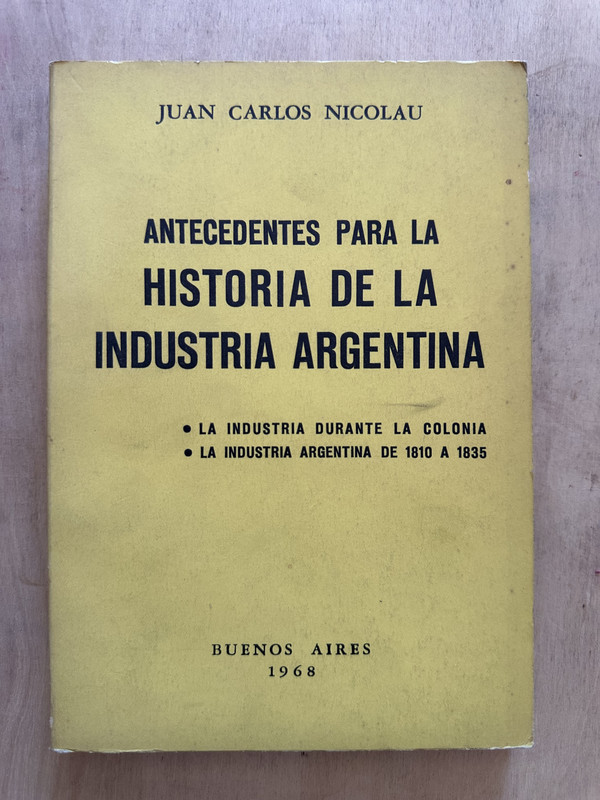 JUAN CARLOS NICOLAU
ANTECEDENTES PARA LA
HISTORIA DE LA
INDUSTRIA ARGENTINA
• LA INDUSTRIA DURANTE LA COLONIA
• LA INDUSTRIA ARGENTINA DE 1810 A 1835
BUENOS AIRES
1968